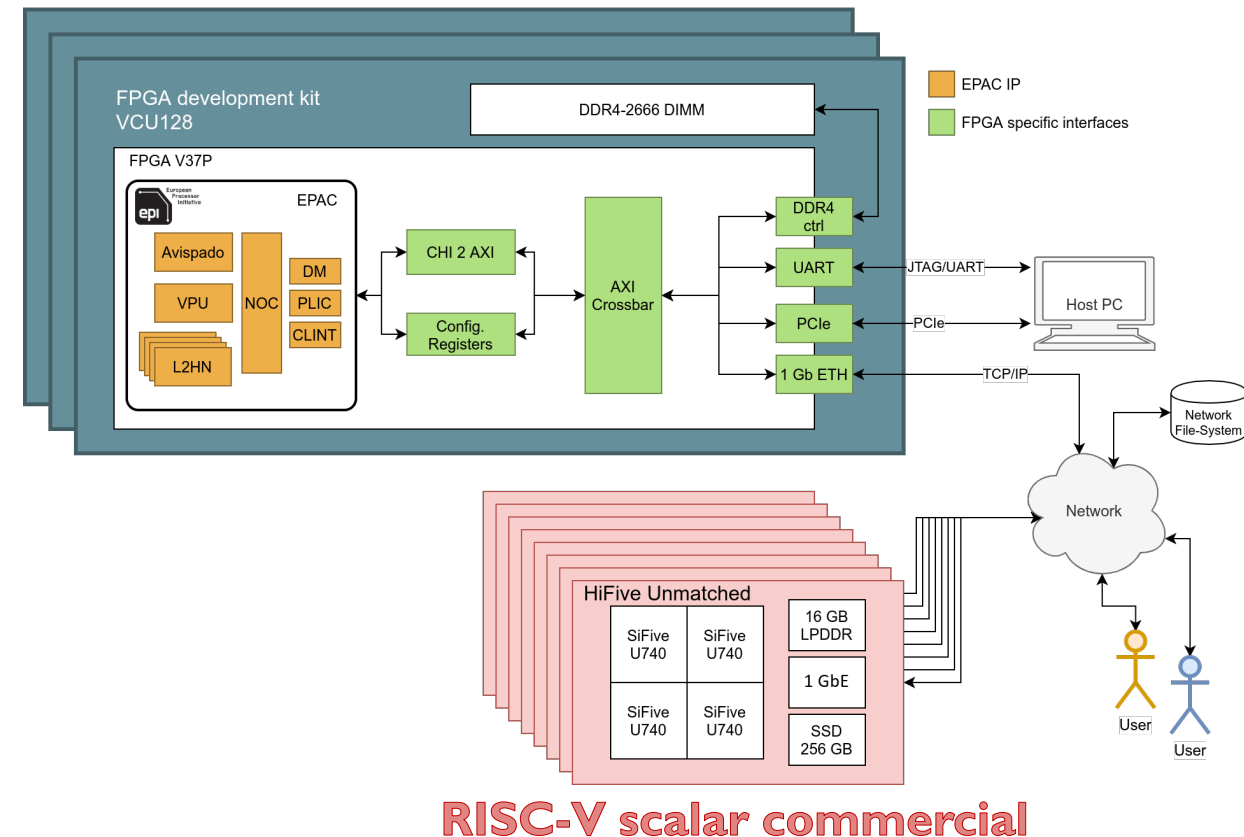 FPGA development kit
VCU128
DDR4-2666 DIMM
EPAC IP
FPGA specific interfaces
FPGA V37P
epi
European
Processor
Initiative
EPAC
Avispado
VPU
L2HN
NOC
DM
PLIC
CLINT
CHI 2 AXI
Config.
Registers
AXI
Crossbar
DDR4
ctrl
UART
PCIe
1 Gb ETH
JTAG/UART
PCIe
TCP/IP
Host PC
Network
File-System
Network
User
User
HiFive Unmatched
SiFive
U740
SiFive
U740
SiFive
U740
SiFive
U740
16 GB
LPDDR
1 GbE
SSD
256 GB
RISC-V scalar commercial